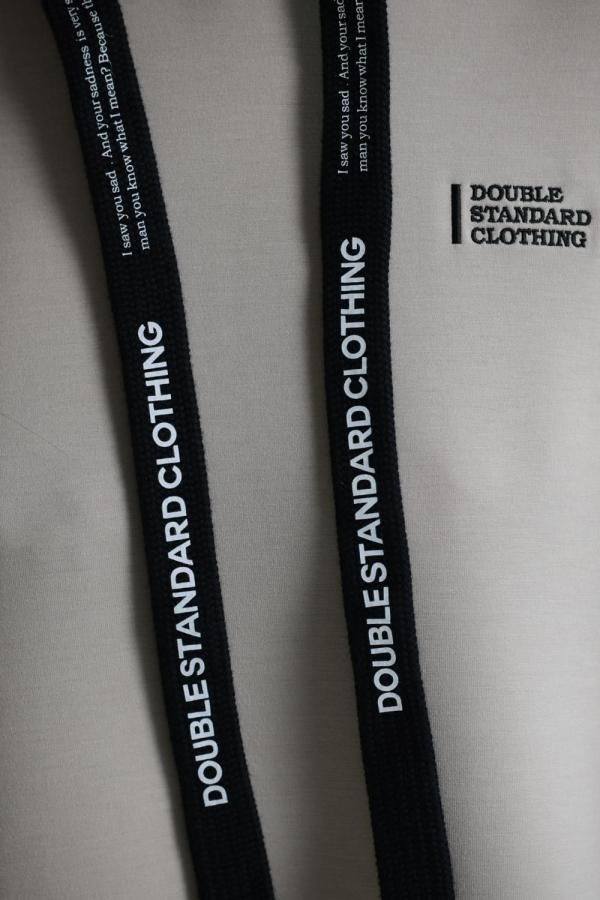 I saw you sad . And your sadness is very
man you know what I mean? Because
DOUBLE STANDARD CLOTHING
I saw you sad . And your sad
man you know what I mean
DOUBLE STANDARD CLOTHING
DOUBLE
STANDARD
CLOTHING